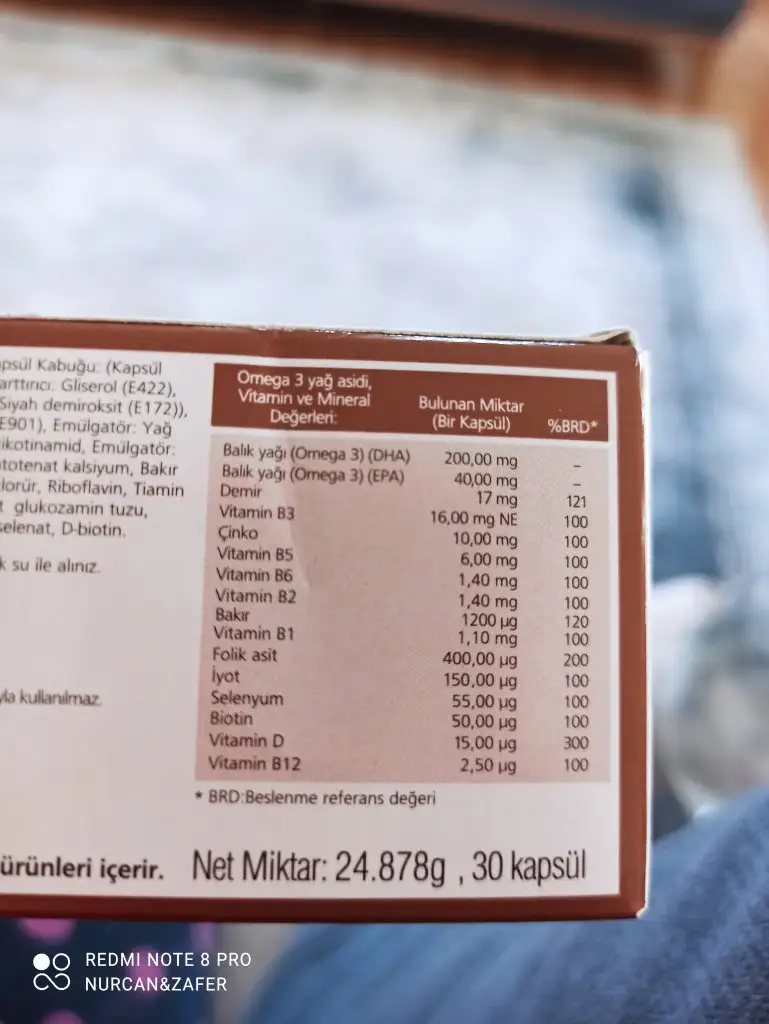 psül Kabuğu: (Kapsül
arttırıcı: Gliserol (E422),
Siyah demiroksit (E172)),
E901), Emülgatör: Yağ
ikotinamid, Emülgatör:
totenat kalsiyum, Bakır
lorür, Riboflavin, Tiamin
t glukozamin tuzu,
selenat, D-biotin.
k su ile alınız.
yla kullanılmaz.
ürünleri içerir.
Omega 3 yağ asidi, Vitamin ve Mineral Değerleri: Bulunan Miktar (Bir Kapsül) %BRD*
Balık yağı (Omega 3) (DHA) 200,00 mg –
Balık yağı (Omega 3) (EPA) 40,00 mg –
Demir 17 mg 121
Vitamin B3 16,00 mg NE 100
Çinko 10,00 mg 100
Vitamin B5 6,00 mg 100
Vitamin B6 1,40 mg 100
Vitamin B2 1,40 mg 100
Bakır 1200 µg 120
Vitamin B1 1,10 mg 100
Folik asit 400,00 µg 200
İyot 150,00 µg 100
Selenyum 55,00 µg 100
Biotin 50,00 µg 100
Vitamin D 15,00 µg 300
Vitamin B12 2,50 µg 100
* BRD:Beslenme referans değeri
Net Miktar: 24.878g , 30 kapsül
REDMI NOTE 8 PRO
NURCAN&ZAFER